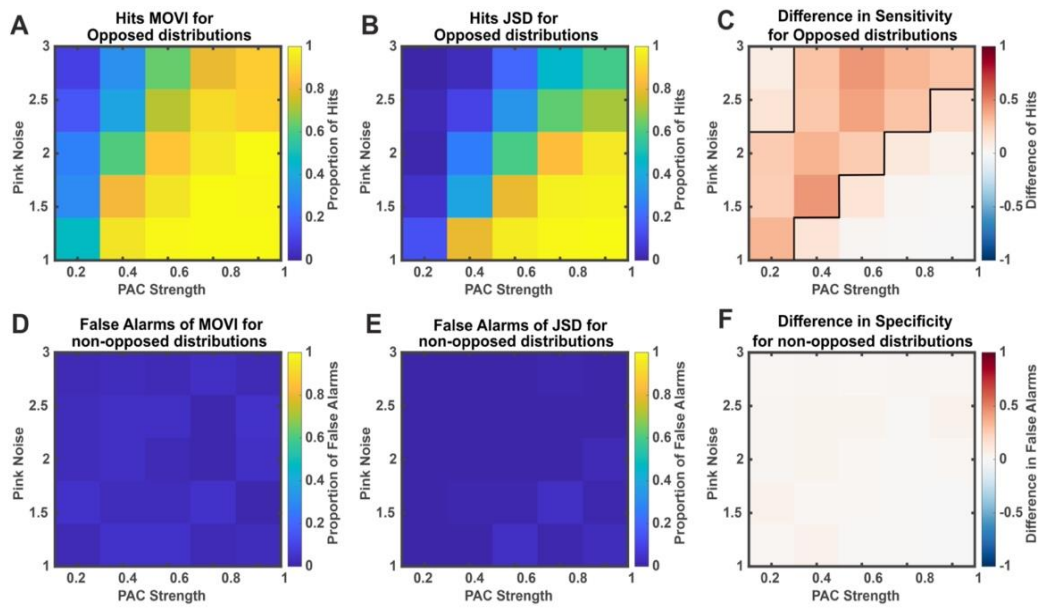 A
Hits MOVI for
Opposed distributions
3
2.5
2
1.5
1
Pink Noise
0.2
0.4
0.6
0.8
1
PAC Strength
1
0.8
0.6
0.4
0.2
0
Proportion of Hits
B
Hits JSD for
Opposed distributions
3
2.5
2
1.5
1
Pink Noise
0.2
0.4
0.6
0.8
1
PAC Strength
1
0.8
0.6
0.4
0.2
0
Proportion of Hits
C
Difference in Sensitivity
for Opposed distributions
3
2.5
2
1.5
1
Pink Noise
0.2
0.4
0.6
0.8
1
PAC Strength
1
0.5
0
-0.5
-1
Difference of Hits
D
False Alarms of MOVI for
non-opposed distributions
3
2.5
2
1.5
1
Pink Noise
0.2
0.4
0.6
0.8
1
PAC Strength
1
0.8
0.6
0.4
0.2
0
Proportion of False Alarms
E
False Alarms of JSD for
non-opposed distributions
3
2.5
2
1.5
1
Pink Noise
0.2
0.4
0.6
0.8
1
PAC Strength
1
0.8
0.6
0.4
0.2
0
Proportion of False Alarms
F
Difference in Specificity
for non-opposed distributions
3
2.5
2
1.5
1
Pink Noise
0.2
0.4
0.6
0.8
1
PAC Strength
1
0.5
0
-0.5
-1
Difference in False Alarms